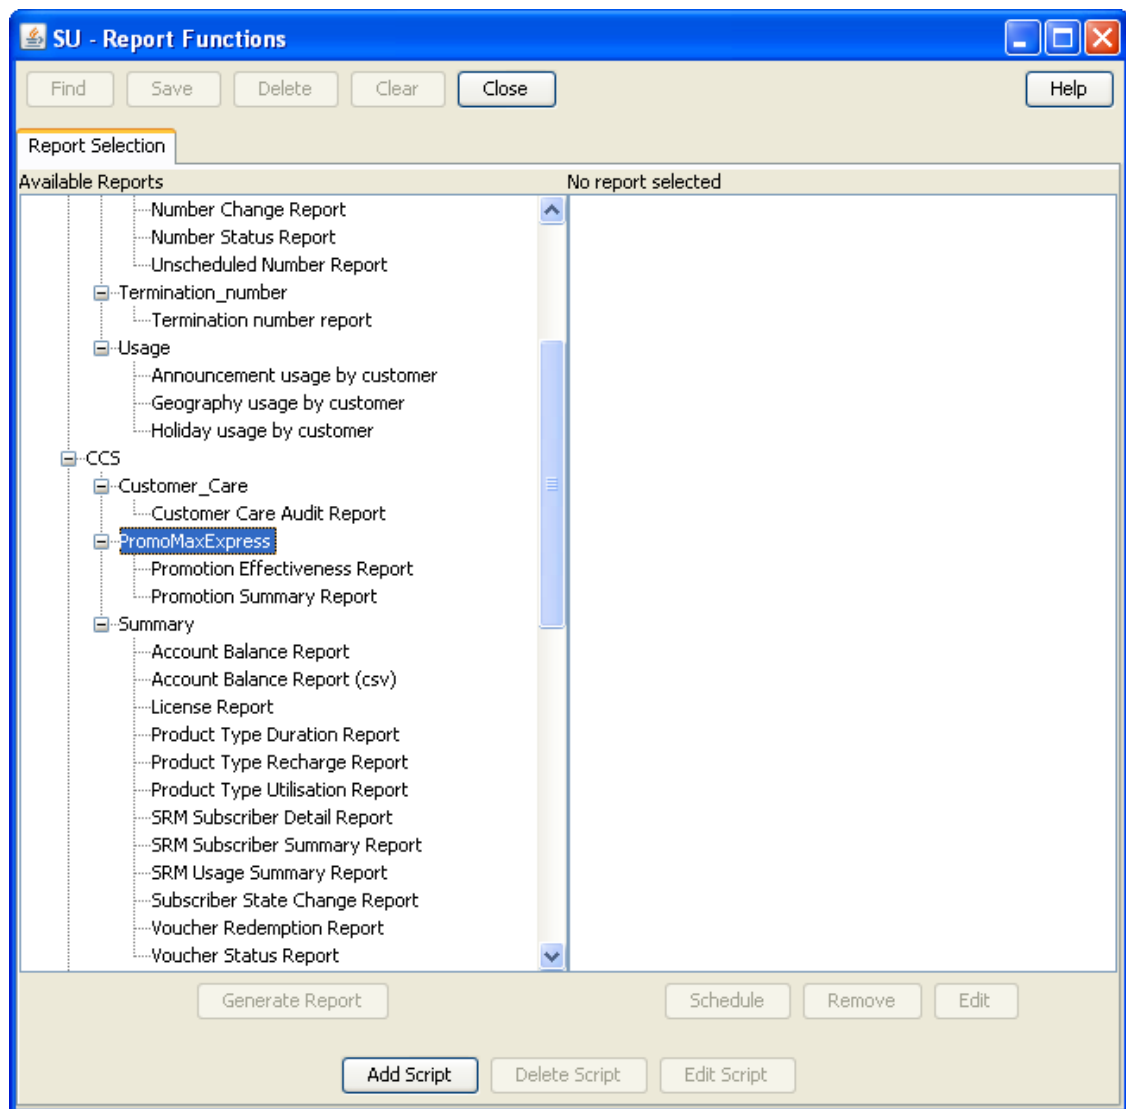 SU - Report Functions
Find Save Delete Clear Close Help
Report Selection
Available Reports No report selected
Number Change Report
Number Status Report
Unscheduled Number Report
Termination_number
Termination number report
Usage
Announcement usage by customer
Geography usage by customer
Holiday usage by customer
CCS
Customer_Care
Customer Care Audit Report
PromoMaxExpress
Promotion Effectiveness Report
Promotion Summary Report
Summary
Account Balance Report
Account Balance Report (csv)
License Report
Product Type Duration Report
Product Type Recharge Report
Product Type Utilisation Report
SRM Subscriber Detail Report
SRM Subscriber Summary Report
SRM Usage Summary Report
Subscriber State Change Report
Voucher Redemption Report
Voucher Status Report
Generate Report Schedule Remove Edit
Add Script Delete Script Edit Script